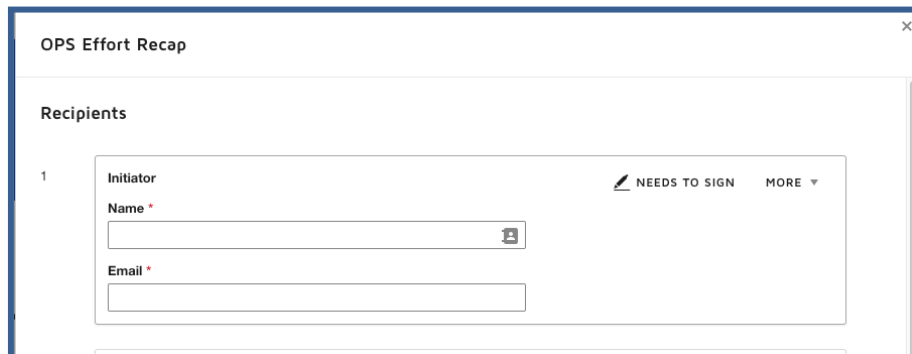 OPS Effort Recap
×
Recipients
1
Initiator
NEEDS TO SIGN
MORE ▼
Name *
Email *